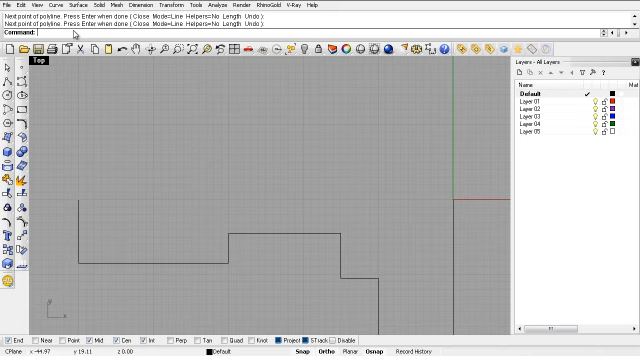 File Edit View Curve Surface Solid Mesh Dimension Transform Tools Analyze Render RhinoGold V-Ray Help
Next point of polyline. Press Enter when done ( Close Mode=Line Helpers=No Length Undo ):
Next point of polyline. Press Enter when done ( Close Mode=Line Helpers=No Length Undo ):
Command:
Top
Layers - All Layers
Name Mat
Default
Layer 01
Layer 02
Layer 03
Layer 04
Layer 05
y
x
End Near Point Mid Cen Int Perp Tan Quad Knot Project STrack Disable
CPlane x -44.97 y 19.11 z 0.00 Default Snap Ortho Planar Osnap Record History